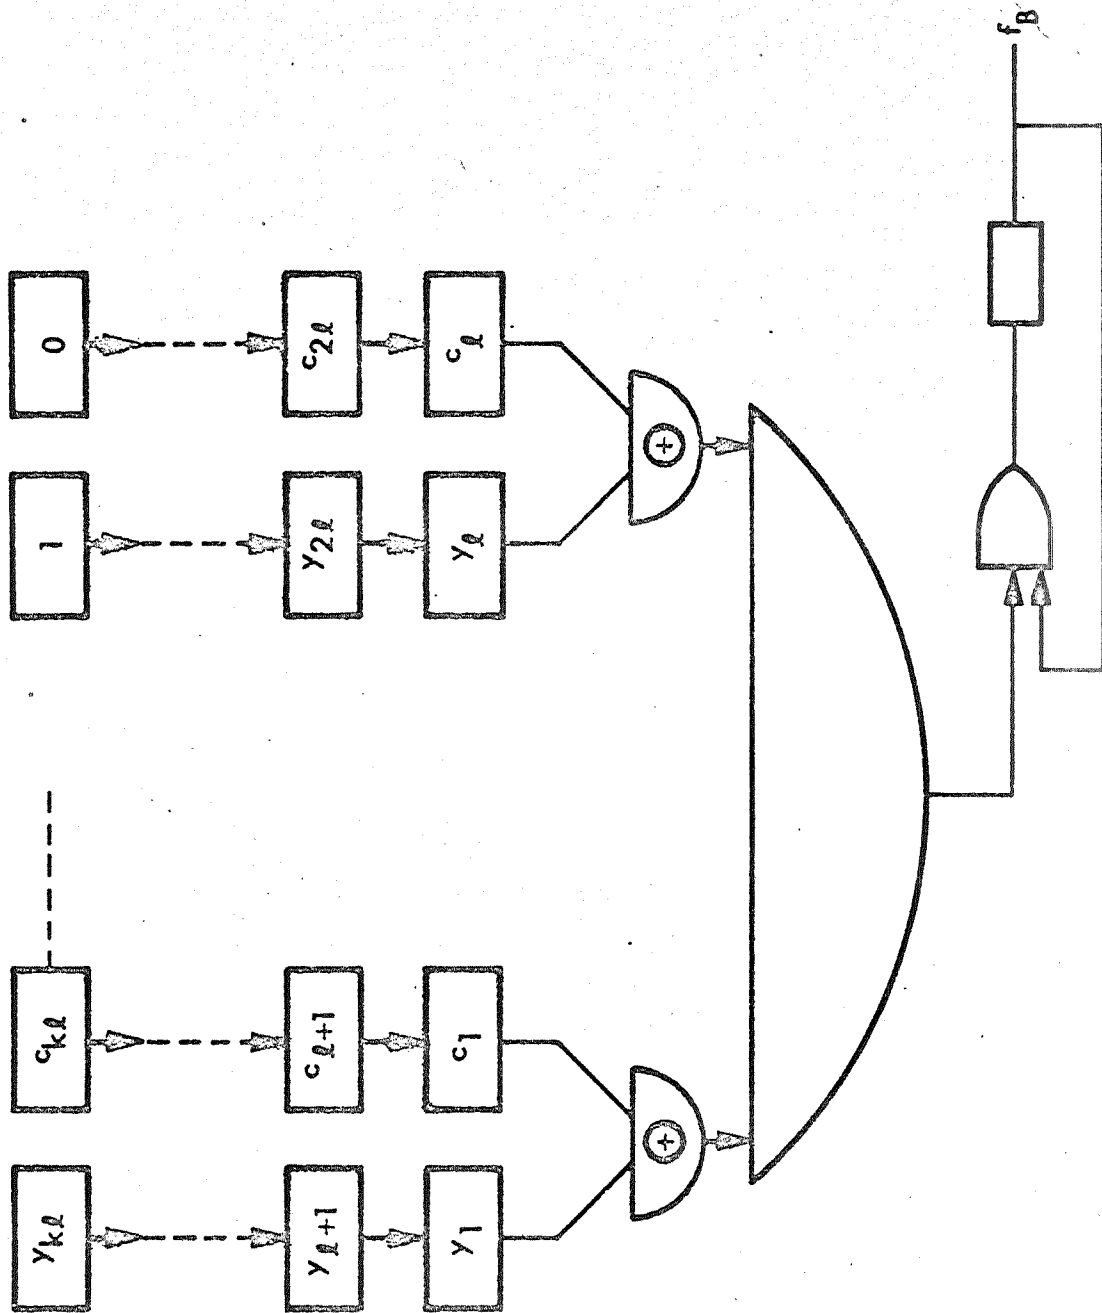 y_kℓ
c_kℓ
1
0
y_ℓ+1
c_ℓ+1
y_2ℓ
c_2ℓ
y_1
c_1
y_ℓ
c_ℓ
+
+
f_B